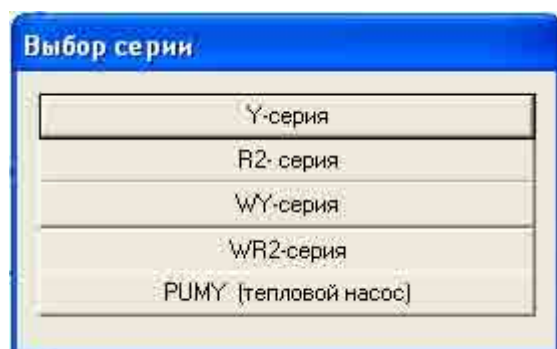 Выбор серии
Y-серия
R2- серия
WY-серия
WR2-серия
PUMY (тепловой насос)